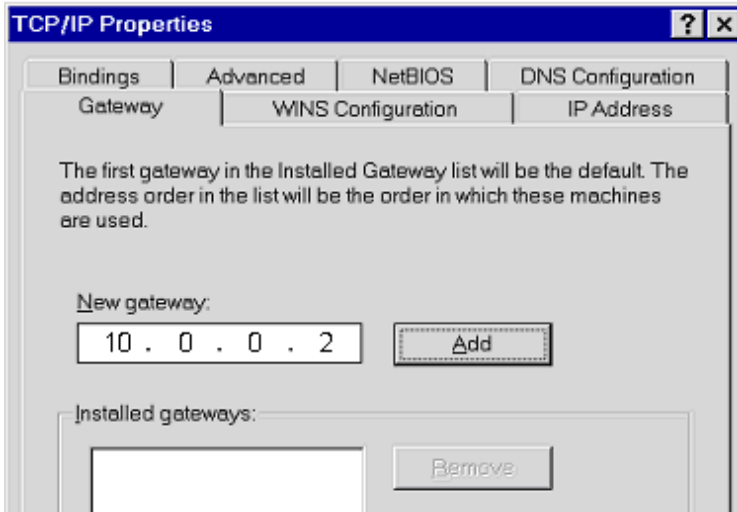 TCP/IP Properties
Bindings Advanced NetBIOS DNS Configuration
Gateway WINS Configuration IP Address
The first gateway in the Installed Gateway list will be the default. The
address order in the list will be the order in which these machines
are used.
New gateway:
10 . 0 . 0 . 2 Add
Installed gateways:
Remove